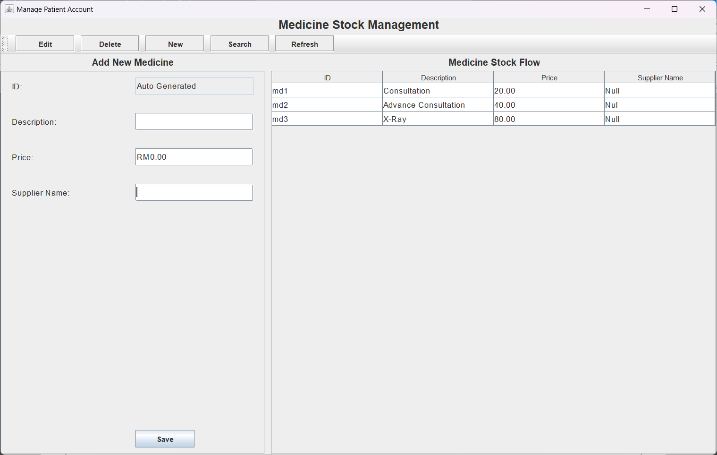 Manage Patient Account
Medicine Stock Management
Edit Delete New Search Refresh
Add New Medicine
ID: Auto Generated
Description:
Price: RM0.00
Supplier Name:
Save
Medicine Stock Flow
ID Description Price Supplier Name
md1 Consultation 20.00 Null
md2 Advance Consultation 40.00 Nul
md3 X-Ray 80.00 Null